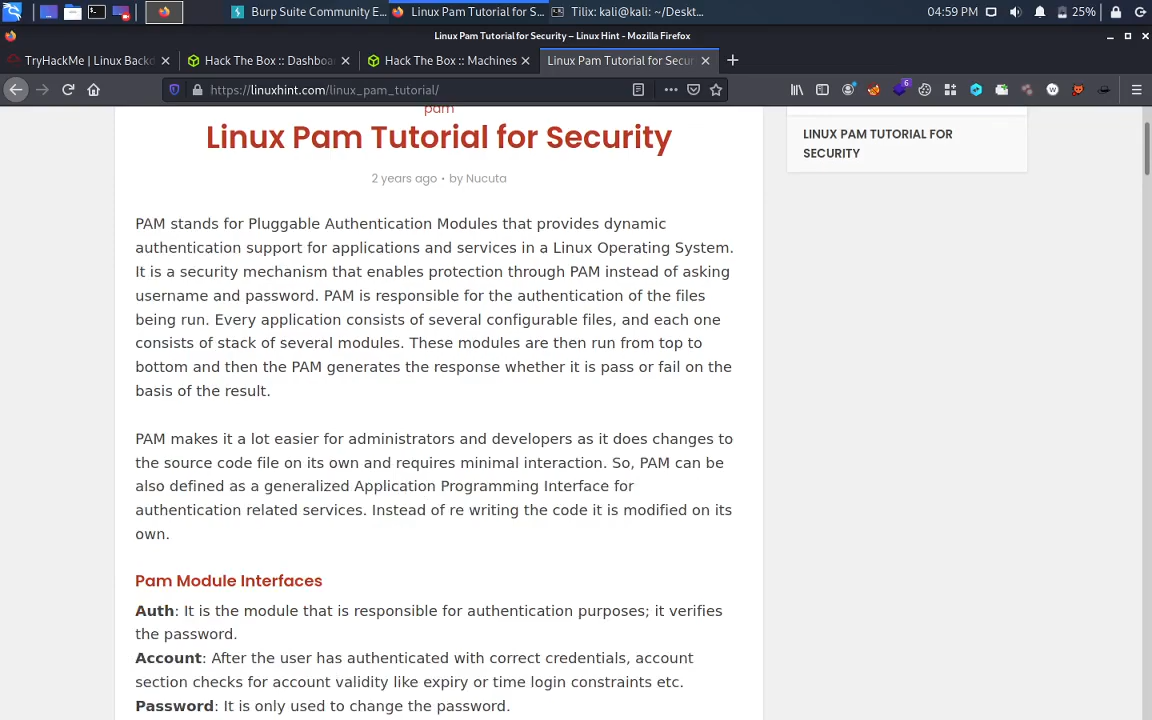 Burp Suite Community E...
Linux Pam Tutorial for S...
Tilix: kali@kali: ~/Deskt...
04:59 PM
25%
Linux Pam Tutorial for Security – Linux Hint - Mozilla Firefox
TryHackMe | Linux Backd
Hack The Box :: Dashboa
Hack The Box :: Machines
Linux Pam Tutorial for Secur
https://linuxhint.com/linux_pam_tutorial/
6
pam
Linux Pam Tutorial for Security
2 years ago • by Nucuta
LINUX PAM TUTORIAL FOR
SECURITY
PAM stands for Pluggable Authentication Modules that provides dynamic
authentication support for applications and services in a Linux Operating System.
It is a security mechanism that enables protection through PAM instead of asking
username and password. PAM is responsible for the authentication of the files
being run. Every application consists of several configurable files, and each one
consists of stack of several modules. These modules are then run from top to
bottom and then the PAM generates the response whether it is pass or fail on the
basis of the result.
PAM makes it a lot easier for administrators and developers as it does changes to
the source code file on its own and requires minimal interaction. So, PAM can be
also defined as a generalized Application Programming Interface for
authentication related services. Instead of re writing the code it is modified on its
own.
Pam Module Interfaces
Auth: It is the module that is responsible for authentication purposes; it verifies
the password.
Account: After the user has authenticated with correct credentials, account
section checks for account validity like expiry or time login constraints etc.
Password: It is only used to change the password.